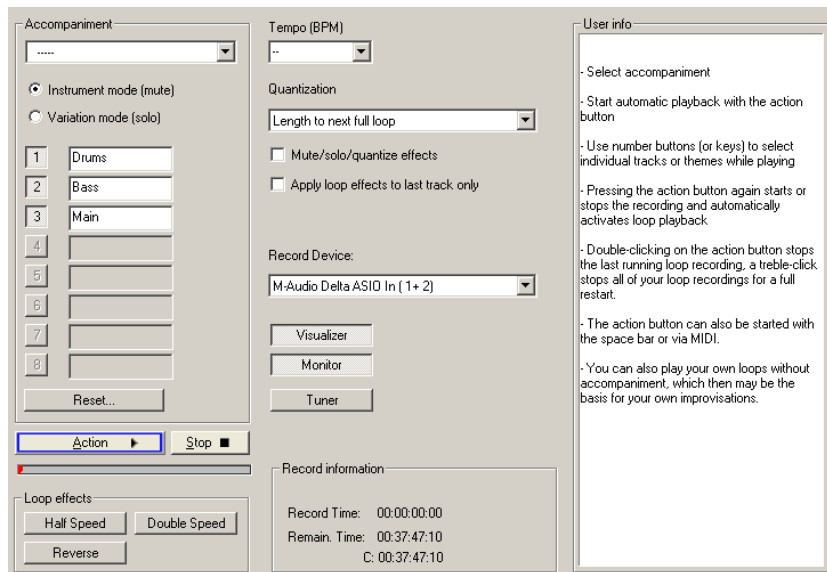 Accompaniment
-----
Instrument mode (mute)
Variation mode (solo)
1 Drums
2 Bass
3 Main
4
5
6
7
8
Reset...
Action
Stop
Loop effects
Half Speed Double Speed
Reverse
Tempo (BPM)
--
Quantization
Length to next full loop
Mute/solo/quantize effects
Apply loop effects to last track only
Record Device:
M-Audio Delta ASIO In ( 1+ 2)
Visualizer
Monitor
Tuner
Record information
Record Time: 00:00:00:00
Remain. Time: 00:37:47:10
C: 00:37:47:10
User info
- Select accompaniment
- Start automatic playback with the action
button
- Use number buttons (or keys) to select
individual tracks or themes while playing
- Pressing the action button again starts or
stops the recording and automatically
activates loop playback
- Double-clicking on the action button stops
the last running loop recording, a treble-click
stops all of your loop recordings for a full
restart.
- The action button can also be started with
the space bar or via MIDI.
- You can also play your own loops without
accompaniment, which then may be the
basis for your own improvisations.